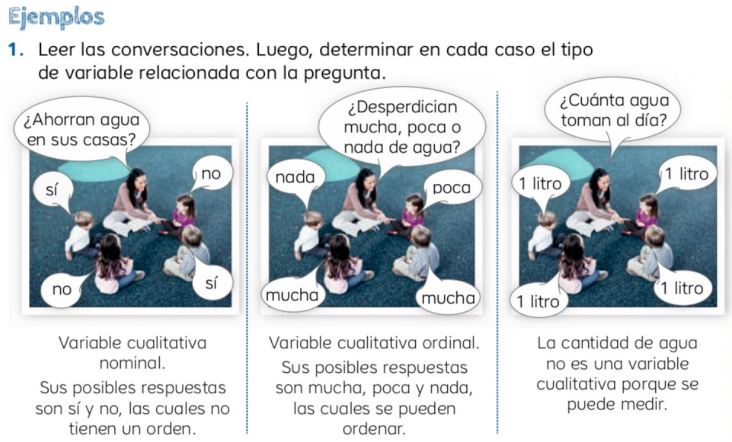 Ejemplos
1. Leer las conversaciones. Luego, determinar en cada caso el tipo
de variable relacionada con la pregunta.
¿Ahorran agua
en sus casas?
sí
no
no
sí
Variable cualitativa
nominal.
Sus posibles respuestas
son sí y no, las cuales no
tienen un orden.
¿Desperdician
mucha, poca o
nada de agua?
nada
poca
mucha
mucha
Variable cualitativa ordinal.
Sus posibles respuestas
son mucha, poca y nada,
las cuales se pueden
ordenar.
¿Cuánta agua
toman al día?
1 litro
1 litro
1 litro
1 litro
La cantidad de agua
no es una variable
cualitativa porque se
puede medir.